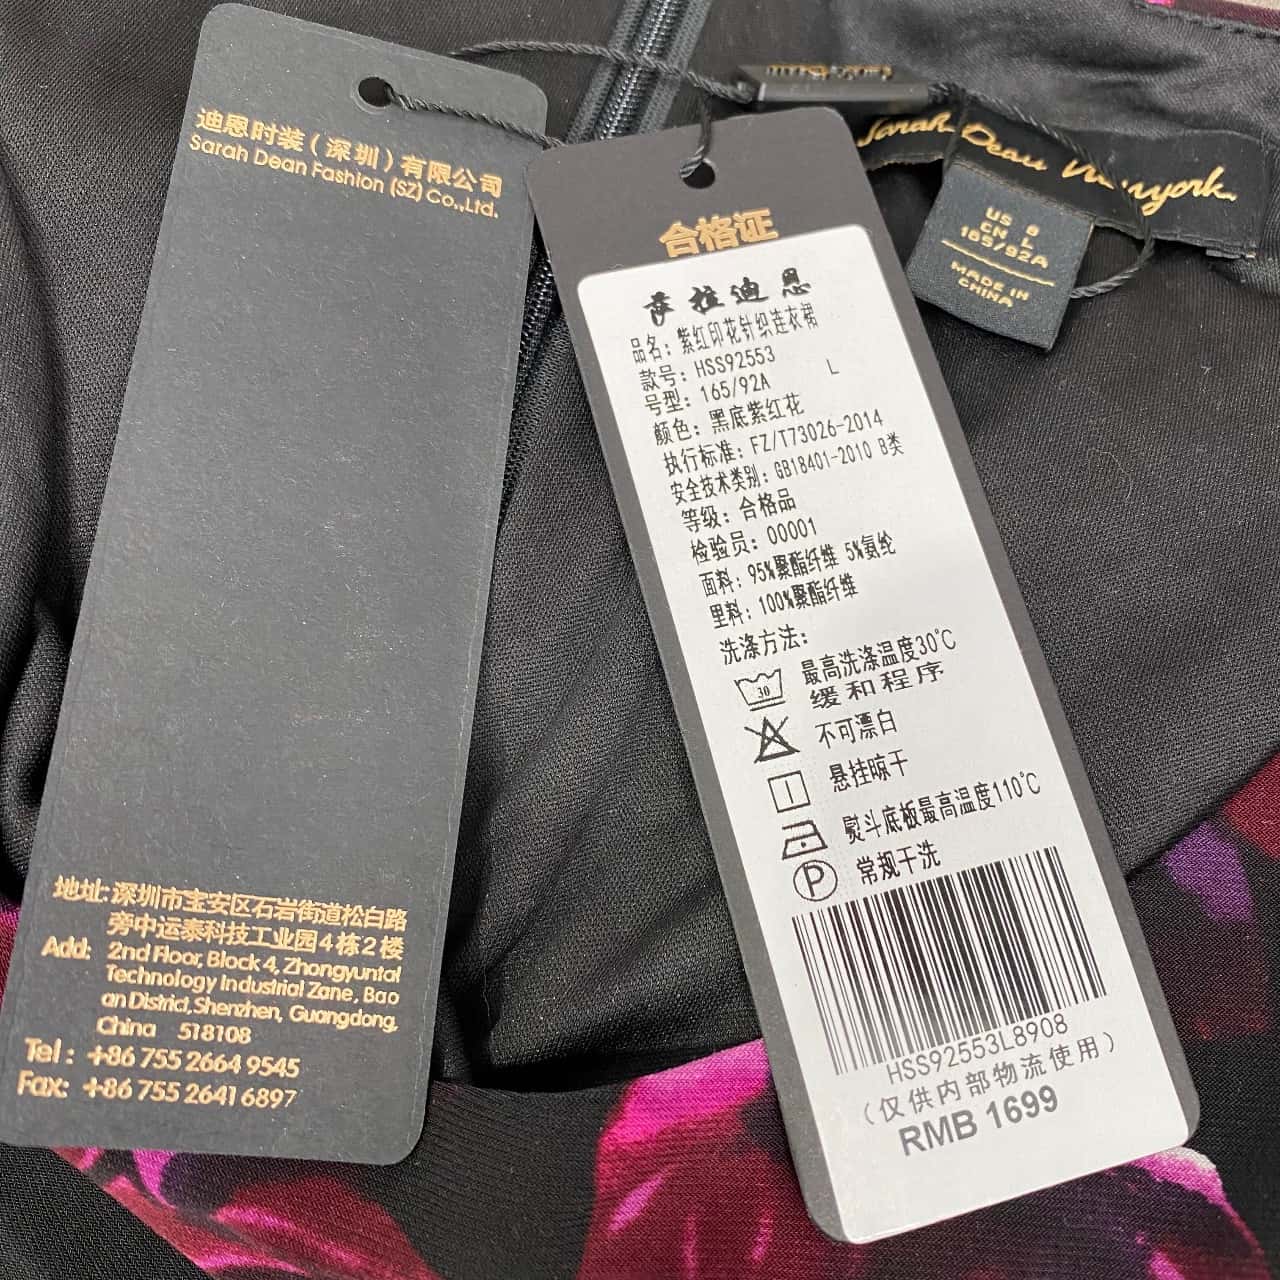 迪恩时装(深圳)有限公司
Sarah Dean Fashion (SZ) Co.,Ltd.
地址: 深圳市宝安区石岩街道松白路
旁中运泰科技工业园4栋2楼
Add: 2nd Floor, Block 4, Zhongyuntai
Technology Industrial Zane, Bao
an District, Shenzhen, Guangdong,
China 518108
Tel : +86 755 2664 9545
Fax: +86 755 2641 6897
合格证
萨拉迪恩
品名: 紫红印花针织连衣裙
款号: HSS92553
号型: 165/92A L
颜色: 黑底紫红花
执行标准: FZ/T73026-2014
安全技术类别: GB18401-2010 B类
等级: 合格品
检验员: 00001
面料: 95%聚酯纤维 5%氨纶
里料: 100%聚酯纤维
洗涤方法:
30 最高洗涤温度30℃
缓和程序
不可漂白
悬挂晾干
熨斗底板最高温度110℃
P 常规干洗
HSS92553L8908
(仅供内部物流使用)
RMB 1699
Sarah Dean New york
US 8
CN L
165/92A
MADE IN
CHINA